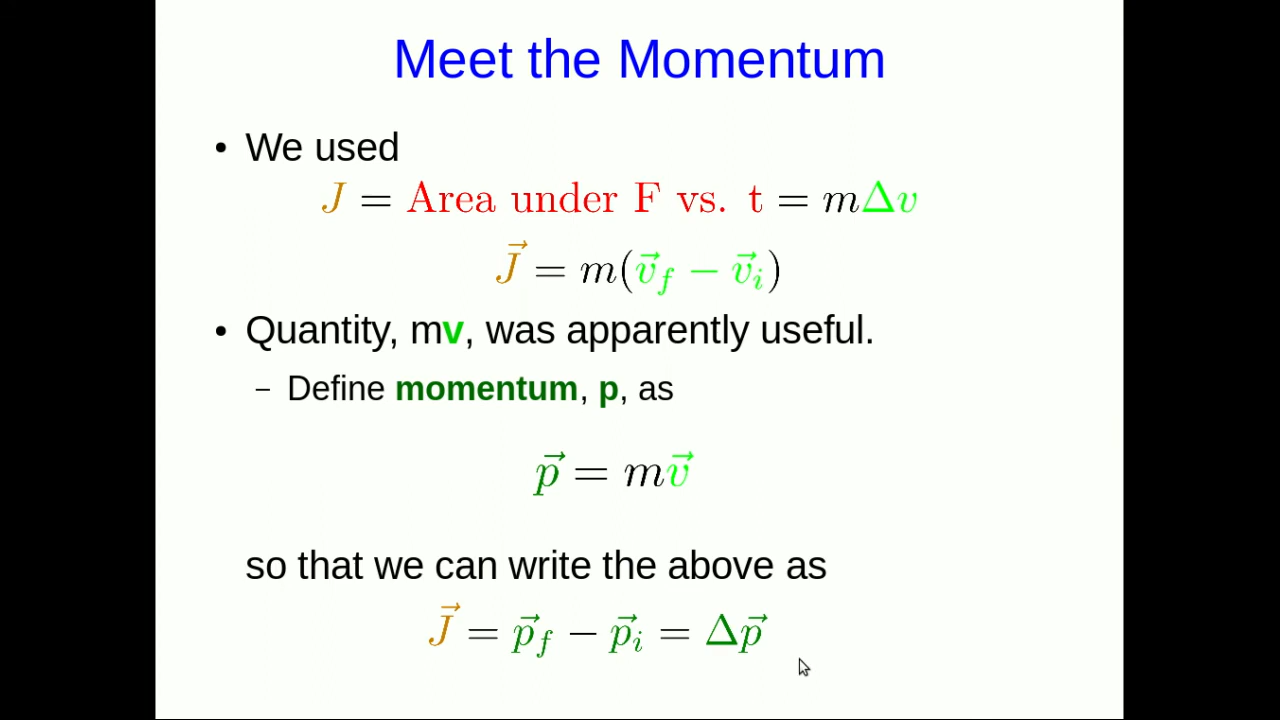 Meet the Momentum
• We used
J = Area under F vs. t = mΔv
J⃗ = m(v⃗_f − v⃗_i)
• Quantity, mv, was apparently useful.
– Define momentum, p, as
p⃗ = mv⃗
so that we can write the above as
J⃗ = p⃗_f − p⃗_i = Δp⃗